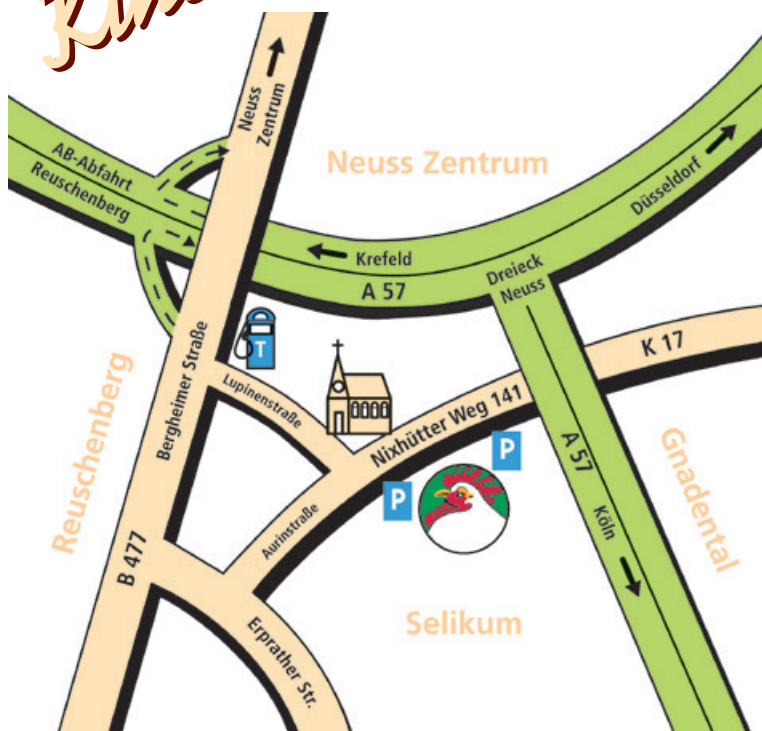 Neuss
Zentrum
Neuss Zentrum
AB-Abfahrt
Reuschenberg
Düsseldorf
Krefeld
A 57
Dreieck
Neuss
K 17
T
Bergheimer Straße
Lupinenstraße
Nixhütter Weg 141
Reuschenberg
P
P
A 57
Gnadental
Köln
Aurinstraße
B 477
Selikum
Erprather Str.